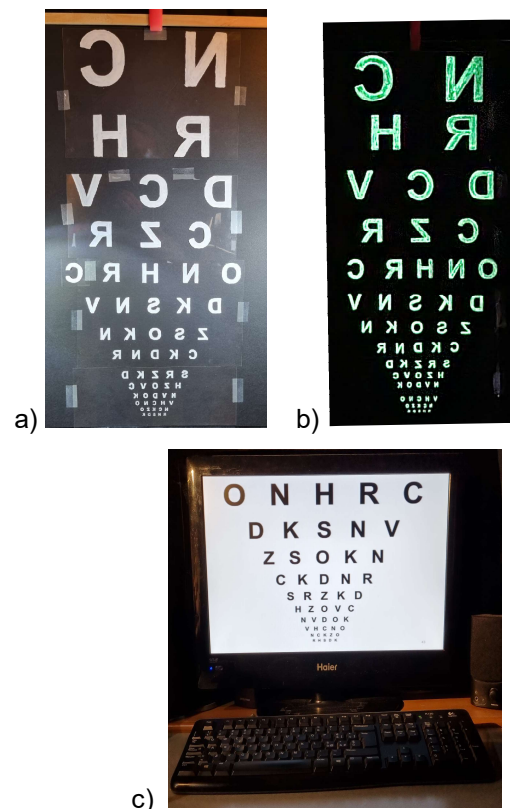 a)
N C
R H
D C V
C Z R
O N H R C
D K S N V
Z S O K N
C K D N R
S R Z K D
H Z O V C
N V D O K
V H C N O
N C K Z O
b)
N C
R H
D C V
C Z R
O N H R C
D K S N V
Z S O K N
C K D N R
S R Z K D
H Z O V C
N V D O K
V H C N O
c)
O N H R C
D K S N V
Z S O K N
C K D N R
S R Z K D
H Z O V C
N V D O K
V H C N O
N C K Z O
R H S D K
Haier